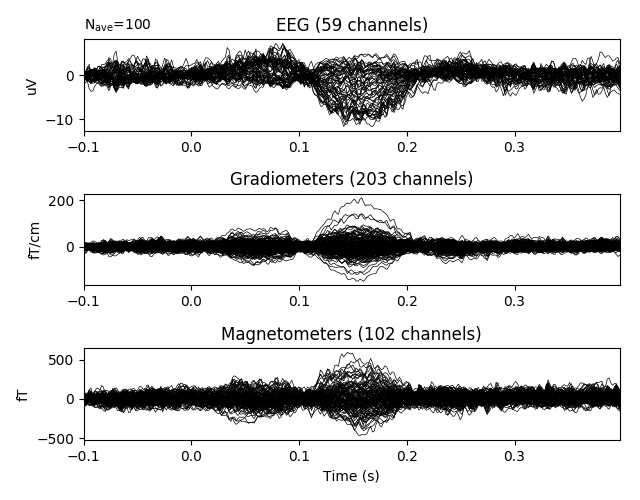 Nave=100
EEG (59 channels)
uV
0
−10
−0.1 0.0 0.1 0.2 0.3
Gradiometers (203 channels)
fT/cm
200
0
−0.1 0.0 0.1 0.2 0.3
Magnetometers (102 channels)
fT
500
0
−500
−0.1 0.0 0.1 0.2 0.3
Time (s)